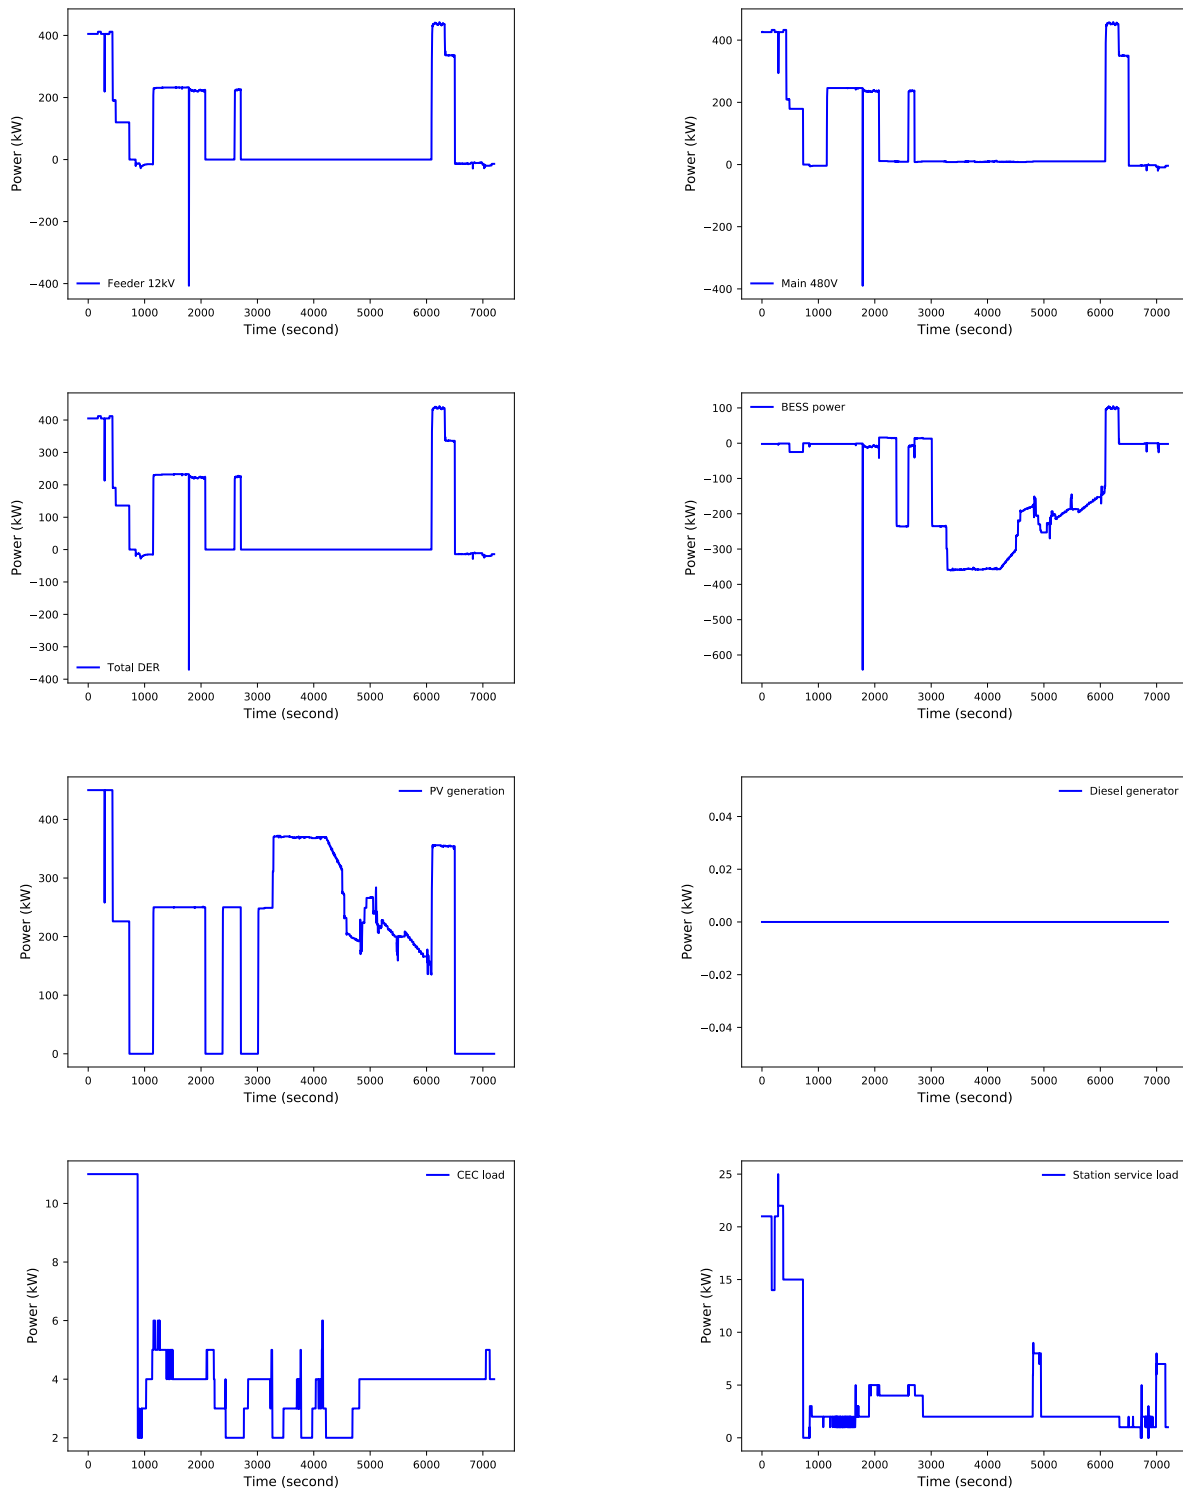 400
200
0
−200
−400
Power (kW)
Feeder 12kV
0 1000 2000 3000 4000 5000 6000 7000
Time (second)
400
200
0
−200
−400
Power (kW)
Main 480V
0 1000 2000 3000 4000 5000 6000 7000
Time (second)
400
300
200
100
0
−100
−200
−300
−400
Power (kW)
Total DER
0 1000 2000 3000 4000 5000 6000 7000
Time (second)
100
0
−100
−200
−300
−400
−500
−600
Power (kW)
BESS power
0 1000 2000 3000 4000 5000 6000 7000
Time (second)
400
300
200
100
0
Power (kW)
PV generation
0 1000 2000 3000 4000 5000 6000 7000
Time (second)
0.04
0.02
0.00
−0.02
−0.04
Power (kW)
Diesel generator
0 1000 2000 3000 4000 5000 6000 7000
Time (second)
10
8
6
4
2
Power (kW)
CEC load
0 1000 2000 3000 4000 5000 6000 7000
Time (second)
25
20
15
10
5
0
Power (kW)
Station service load
0 1000 2000 3000 4000 5000 6000 7000
Time (second)